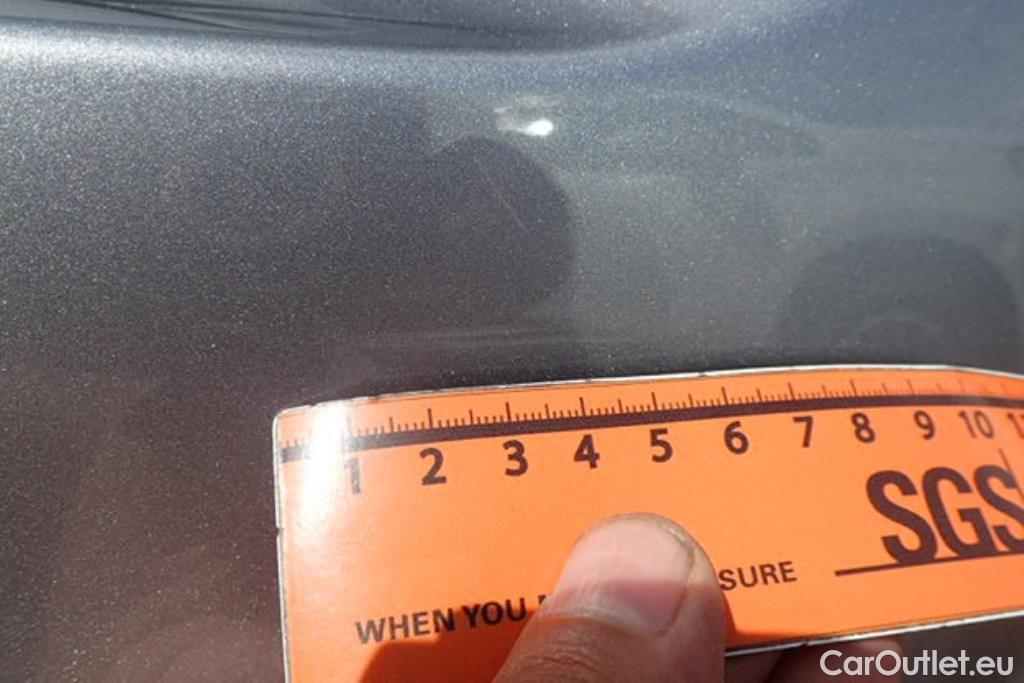 1 2 3 4 5 6 7 8 9 10
SGS
WHEN YOU SURE
CarOutlet.eu